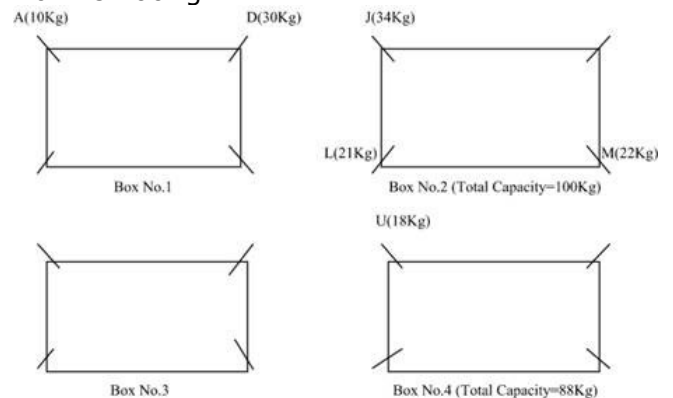 A(10Kg) D(30Kg) J(34Kg)
L(21Kg) M(22Kg)
Box No.1 Box No.2 (Total Capacity=100Kg)
U(18Kg)
Box No.3 Box No.4 (Total Capacity=88Kg)